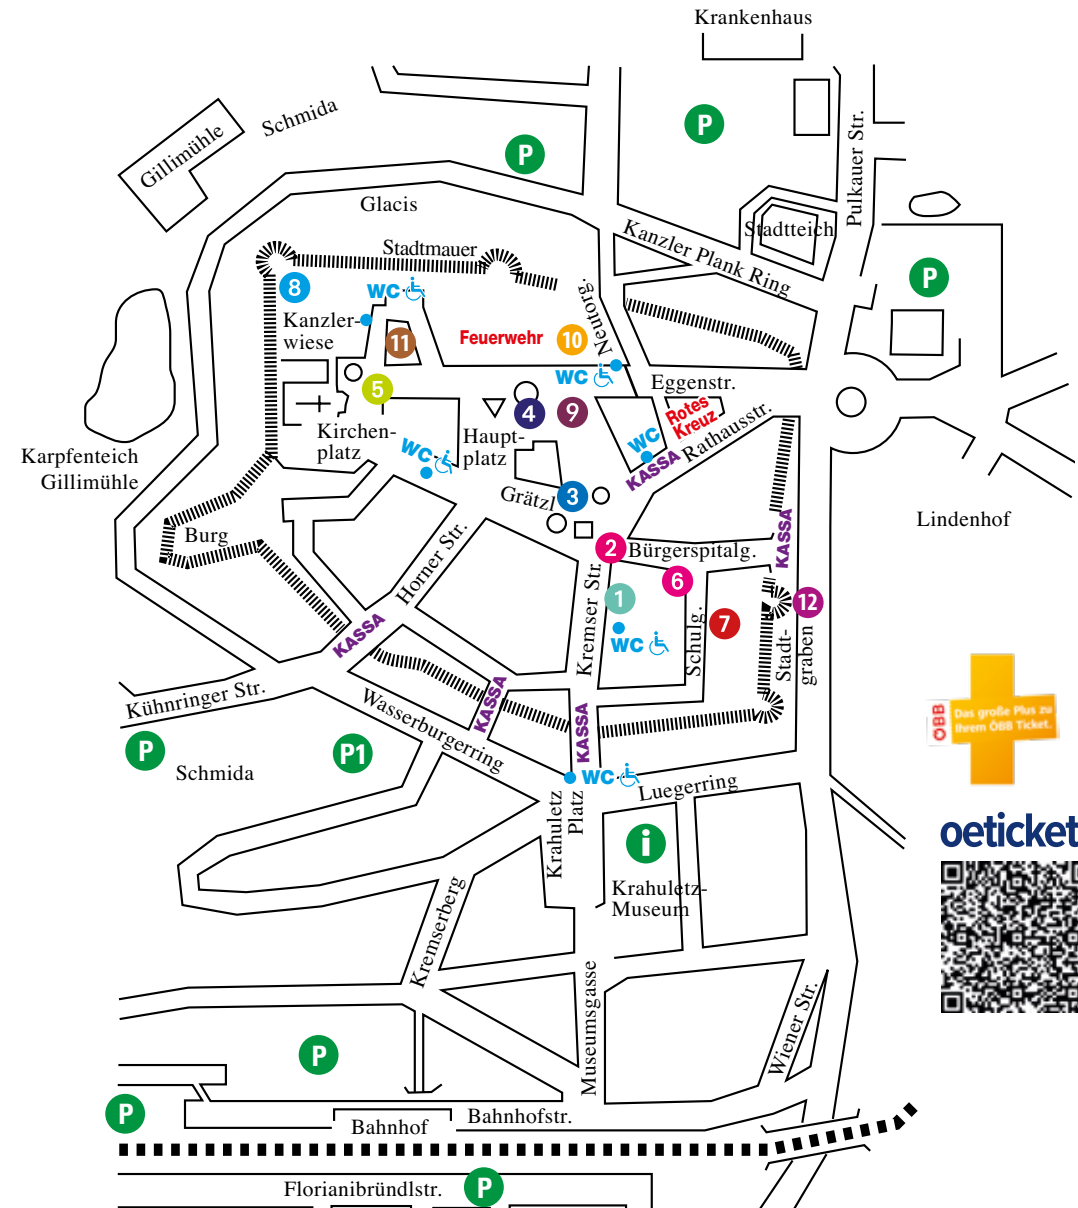 Krankenhaus
P
Schmida
Gillimühle
P
Pulkauer Str.
Glacis
Stadtteich
Kanzler Plank Ring
Stadtmauer
P
8
WC
Neutorg.
Kanzler-
wiese
11
Feuerwehr
10
WC
Eggenstr.
5
4
9
Rotes
Kreuz
Rathausstr.
Kirchen-
platz
WC
Haupt-
platz
WC
KASSA
Karpfenteich
Gillimühle
Grätzl
3
Lindenhof
Burg
Horner Str.
2
Bürgerspitalg.
KASSA
6
1
Kremser Str.
12
KASSA
WC
Schulg.
7
Stadt-
graben
Kühnringer Str.
Wasserburgerring
KASSA
KASSA
ÖBB
Das große Plus zu
Ihrem ÖBB Ticket.
P
P1
Schmida
WC
Luegerring
Krahuletz
Platz
i
oeticket
Krahuletz-
Museum
Kremserberg
Museumsgasse
Wiener Str.
P
P
Bahnhof
Bahnhofstr.
Florianibründlstr.
P